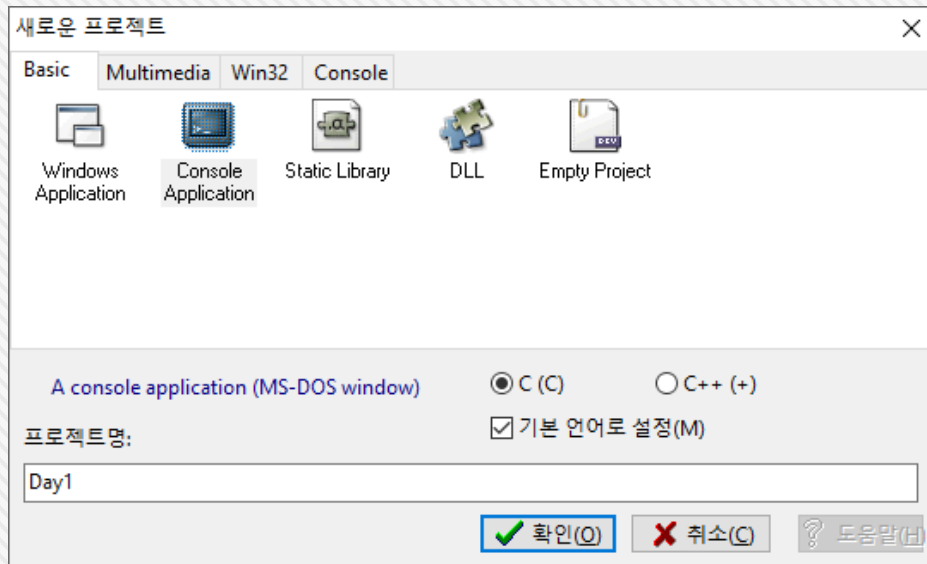 새로운 프로젝트
Basic Multimedia Win32 Console
Windows Application
Console Application
Static Library
DLL
Empty Project
A console application (MS-DOS window)
C (C) C++ (+)
기본 언어로 설정(M)
프로젝트명:
Day1
확인(O) 취소(C) 도움말(H)